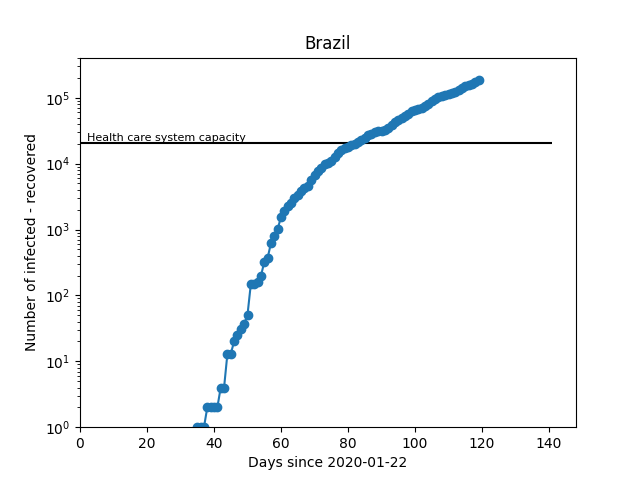 Brazil
Number of infected - recovered
10^5
10^4
10^3
10^2
10^1
10^0
Health care system capacity
0 20 40 60 80 100 120 140
Days since 2020-01-22